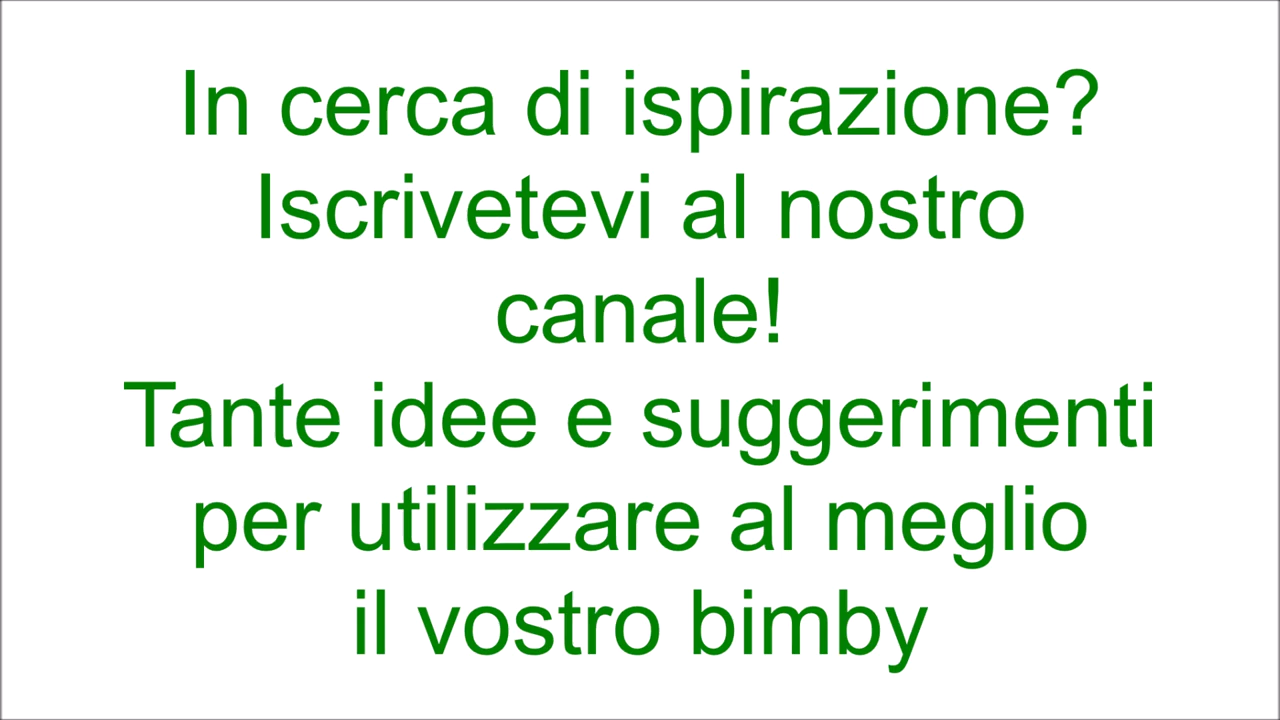 In cerca di ispirazione?
Iscrivetevi al nostro
canale!
Tante idee e suggerimenti
per utilizzare al meglio
il vostro bimby